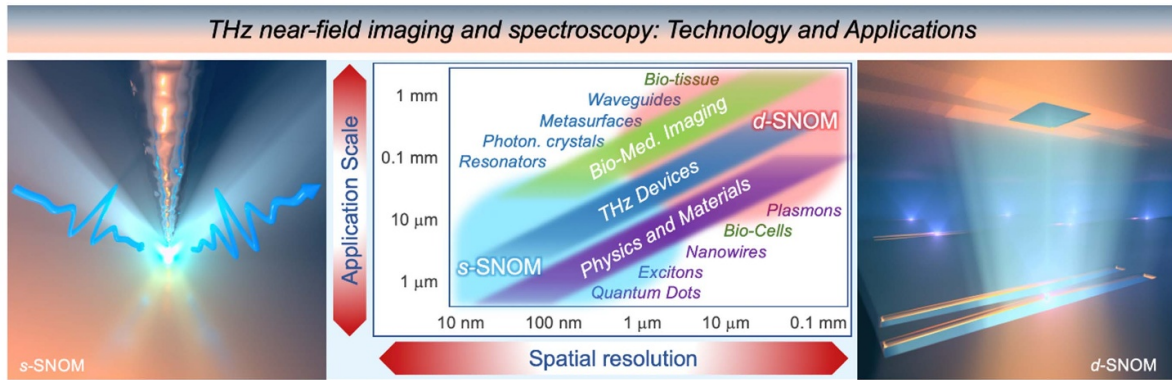 THz near-field imaging and spectroscopy: Technology and Applications
s-SNOM
Application Scale
1 mm
0.1 mm
10 μm
1 μm
Bio-tissue
Waveguides
Metasurfaces
Photon. crystals
Resonators
Bio-Med. Imaging
d-SNOM
THz Devices
Physics and Materials
s-SNOM
Plasmons
Bio-Cells
Nanowires
Excitons
Quantum Dots
10 nm 100 nm 1 μm 10 μm 0.1 mm
Spatial resolution
d-SNOM